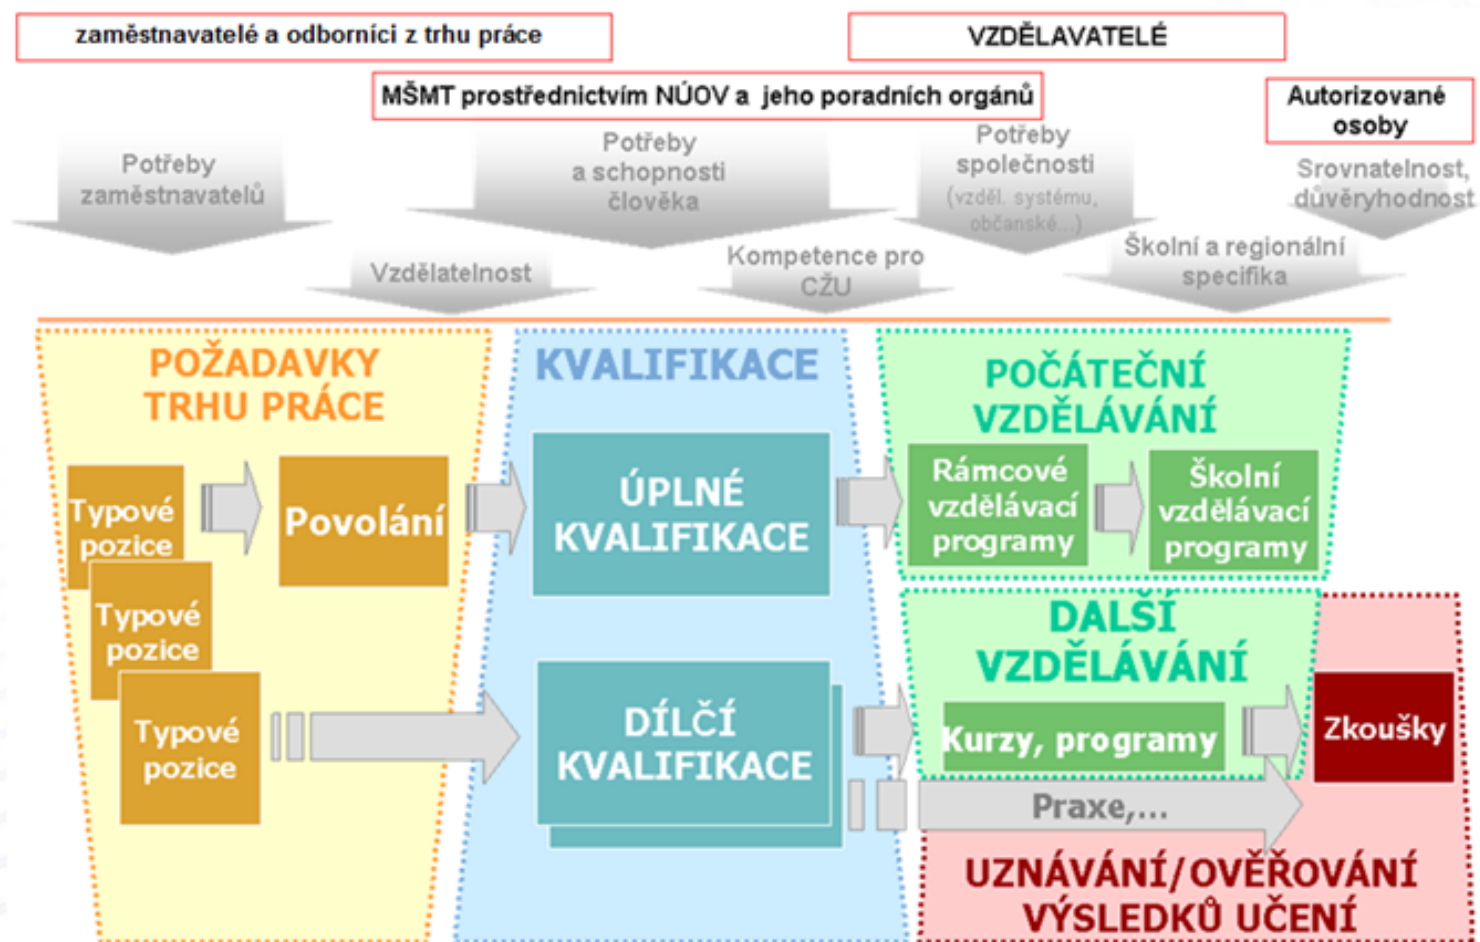 zaměstnavatelé a odborníci z trhu práce
VZDĚLAVATELÉ
MŠMT prostřednictvím NÚOV a  jeho poradních orgánů
Autorizované
osoby
Potřeby
zaměstnavatelů
Potřeby
a schopnosti
člověka
Potřeby
společnosti
(vzděl. systému,
občanské...)
Srovnatelnost,
důvěryhodnost
Vzdělatelnost
Kompetence pro
CŽU
Školní a regionální
specifika
POŽADAVKY
TRHU PRÁCE
KVALIFIKACE
POČÁTEČNÍ
VZDĚLÁVÁNÍ
Typové
pozice
Povolání
ÚPLNÉ
KVALIFIKACE
Rámcové
vzdělávací
programy
Školní
vzdělávací
programy
Typové
pozice
DALŠÍ
VZDĚLÁVÁNÍ
Typové
pozice
DÍLČÍ
KVALIFIKACE
Kurzy, programy
Zkoušky
Praxe,...
UZNÁVÁNÍ/OVĚŘOVÁNÍ
VÝSLEDKŮ UČENÍ